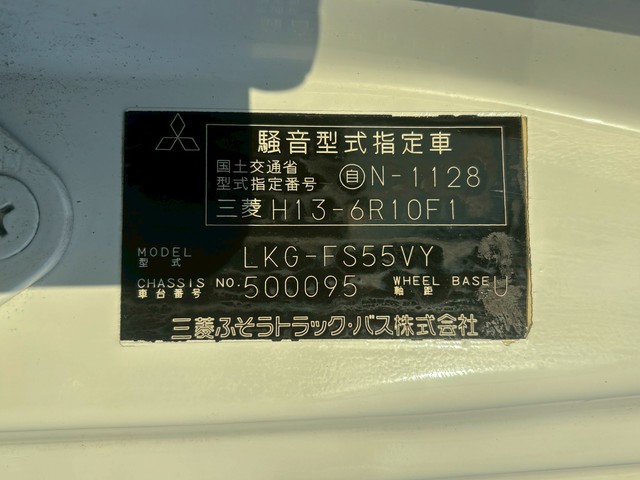 騒音型式指定車
国土交通省
型式指定番号 自N-1128
三菱 H13-6R10F1
MODEL
型式 LKG-FS55VY
CHASSIS NO. 500095 WHEEL BASE U
車台番号 軸距
三菱ふそうトラック・バス株式会社